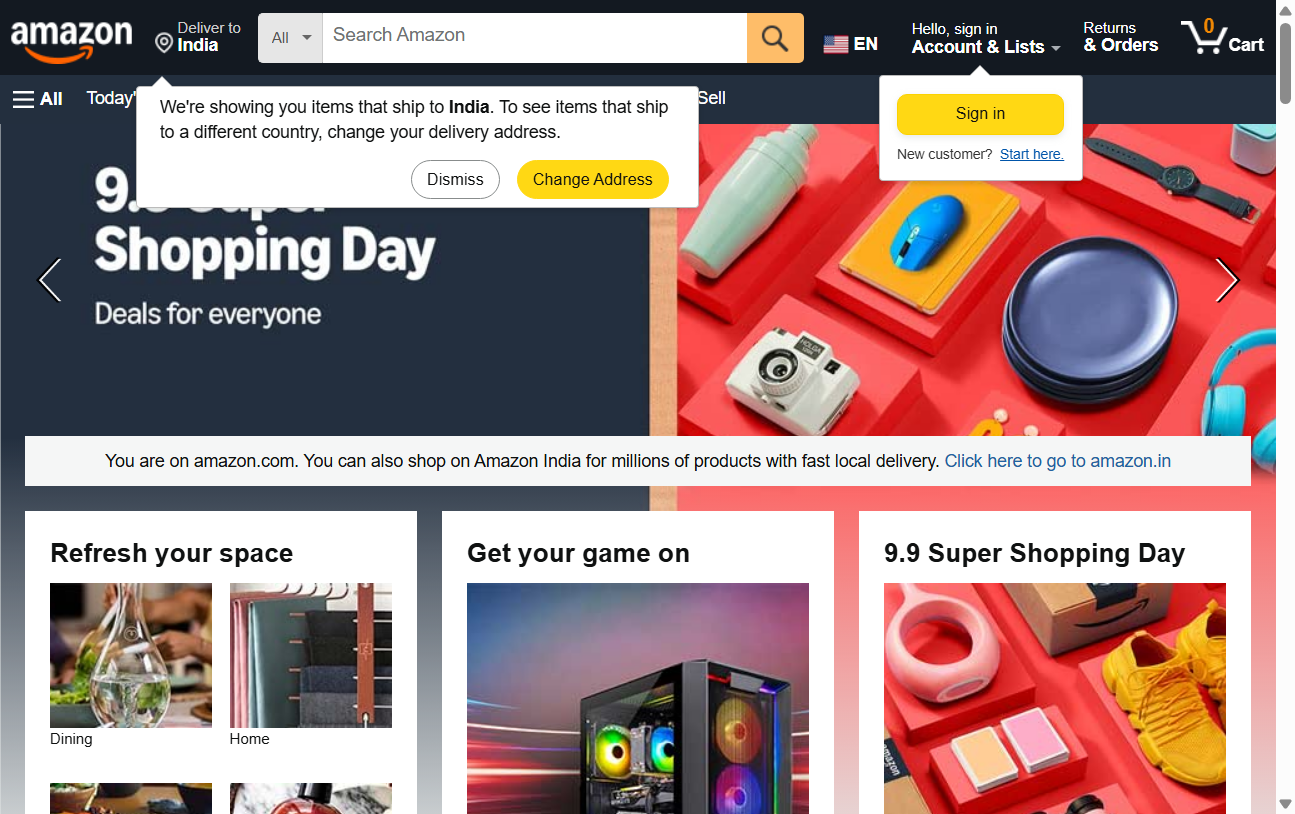 amazon
Deliver to
India
All
Search Amazon
EN
Hello, sign in
Account & Lists
Returns
& Orders
0
Cart
All
Today'
Sell
We're showing you items that ship to India. To see items that ship
to a different country, change your delivery address.
Dismiss
Change Address
Sign in
New customer? Start here.
Shopping Day
Deals for everyone
HOLGA
You are on amazon.com. You can also shop on Amazon India for millions of products with fast local delivery. Click here to go to amazon.in
Refresh your space
Dining
Home
Get your game on
9.9 Super Shopping Day
amazon